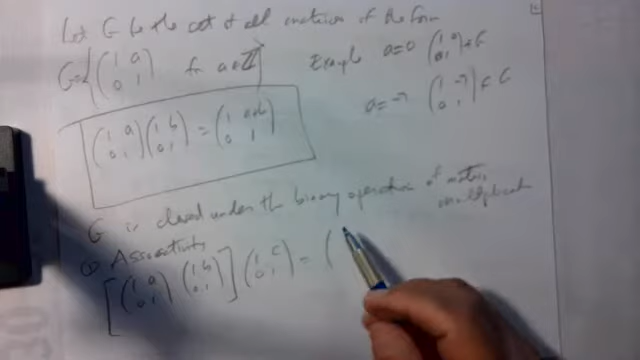 Let G be the set of all matrices of the form
G = { ( 1 a 0 1 ) for a ∈ Z }
Example a=0 ( 1 0 0 1 ) ∈ G
a=-7 ( 1 -7 0 1 ) ∈ G
( 1 a 0 1 ) ( 1 b 0 1 ) = ( 1 a+b 0 1 )
G is closed under the binary operation of matrix multiplication
① Associativity
[ ( 1 a 0 1 ) ( 1 b 0 1 ) ] ( 1 c 0 1 ) = (